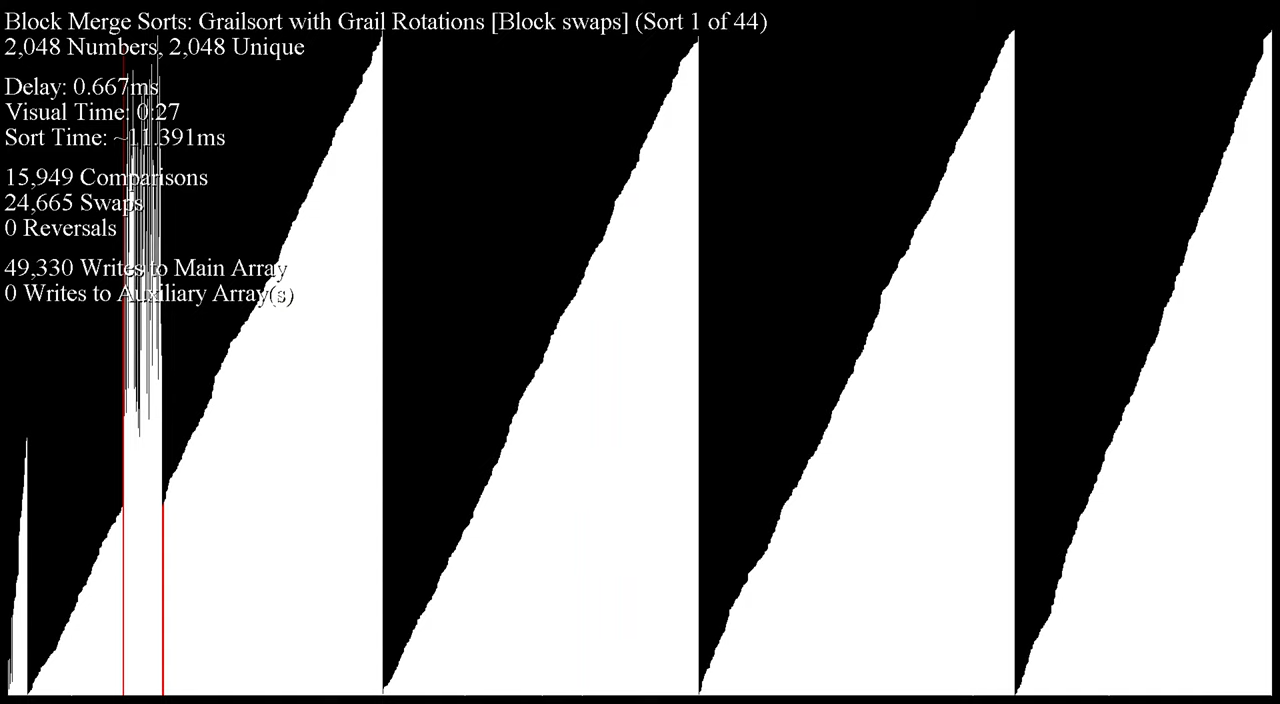 Block Merge Sorts: Grailsort with Grail Rotations [Block swaps] (Sort 1 of 44)
2,048 Numbers, 2,048 Unique
Delay: 0.667ms
Visual Time: 0:27
Sort Time: ~11.391ms
15,949 Comparisons
24,665 Swaps
0 Reversals
49,330 Writes to Main Array
0 Writes to Auxiliary Array(s)